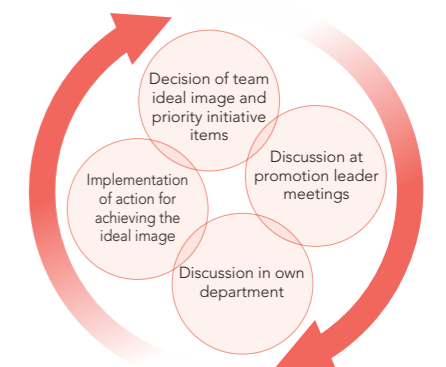 Decision of team
ideal image and
priority initiative
items
Discussion at
promotion leader
meetings
Discussion in own
department
Implementation
of action for
achieving the
ideal image